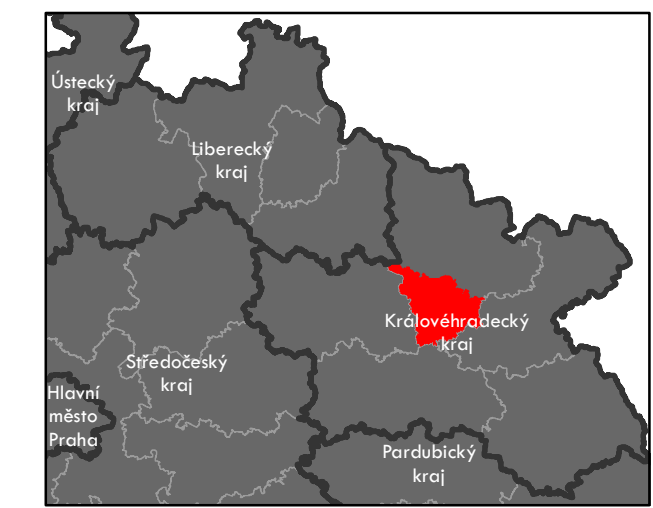 Ústecký
kraj
Liberecký
kraj
Královéhradecký
kraj
Středočeský
kraj
Hlavní
město
Praha
Pardubický
kraj